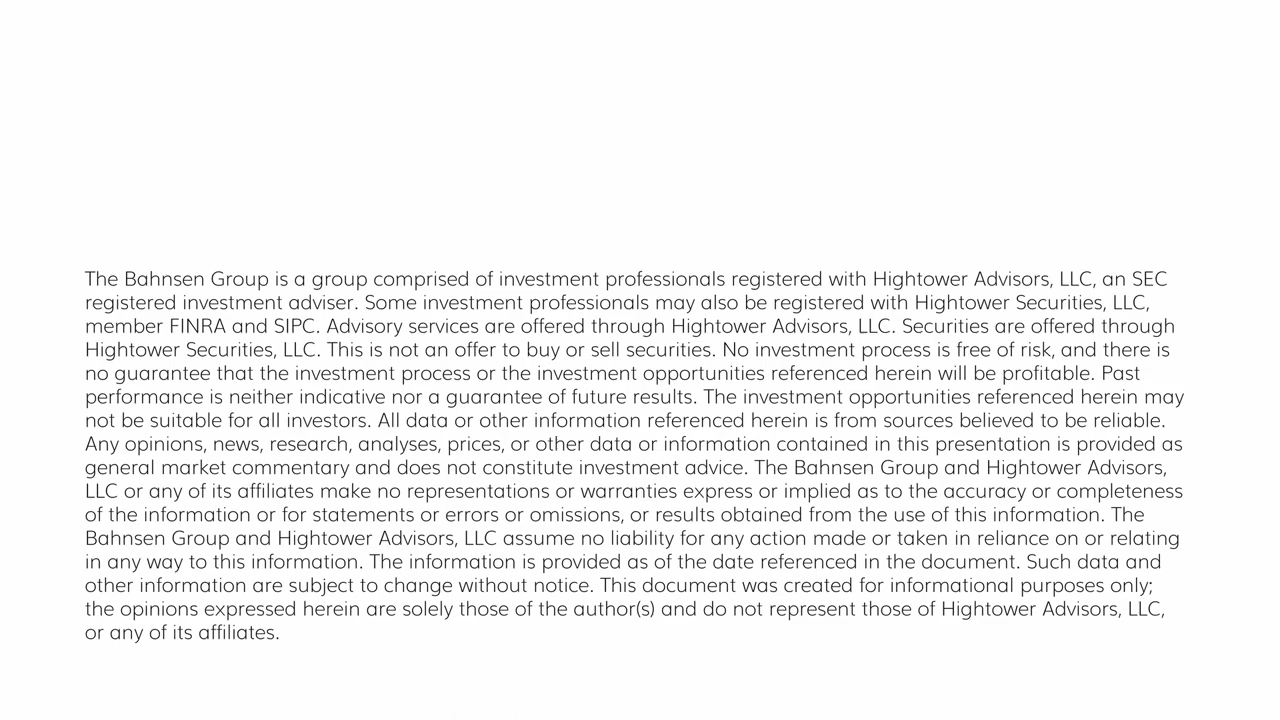 The Bahnsen Group is a group comprised of investment professionals registered with Hightower Advisors, LLC, an SEC
registered investment adviser. Some investment professionals may also be registered with Hightower Securities, LLC,
member FINRA and SIPC. Advisory services are offered through Hightower Advisors, LLC. Securities are offered through
Hightower Securities, LLC. This is not an offer to buy or sell securities. No investment process is free of risk, and there is
no guarantee that the investment process or the investment opportunities referenced herein will be profitable. Past
performance is neither indicative nor a guarantee of future results. The investment opportunities referenced herein may
not be suitable for all investors. All data or other information referenced herein is from sources believed to be reliable.
Any opinions, news, research, analyses, prices, or other data or information contained in this presentation is provided as
general market commentary and does not constitute investment advice. The Bahnsen Group and Hightower Advisors,
LLC or any of its affiliates make no representations or warranties express or implied as to the accuracy or completeness
of the information or for statements or errors or omissions, or results obtained from the use of this information. The
Bahnsen Group and Hightower Advisors, LLC assume no liability for any action made or taken in reliance on or relating
in any way to this information. The information is provided as of the date referenced in the document. Such data and
other information are subject to change without notice. This document was created for informational purposes only;
the opinions expressed herein are solely those of the author(s) and do not represent those of Hightower Advisors, LLC,
or any of its affiliates.